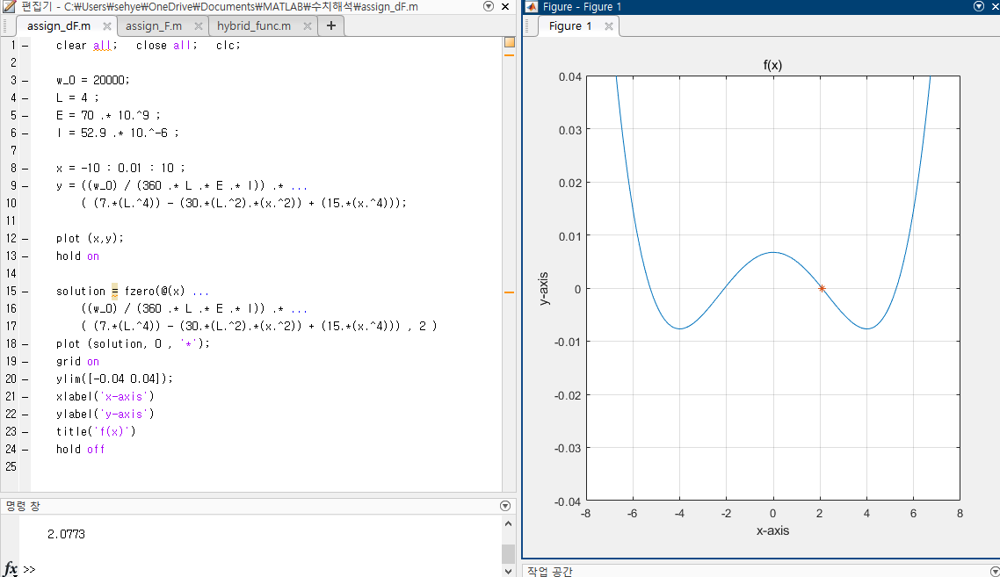 편집기 - C:₩Users₩sehye₩OneDrive₩Documents₩MATLAB₩수치해석₩assign_dF.m
assign_dF.m
assign_F.m
hybrid_func.m
+
1 – clear all; close all; clc;
2
3 – w_0 = 20000;
4 – L = 4 ;
5 – E = 70 .* 10.^9 ;
6 – I = 52.9 .* 10.^-6 ;
7
8 – x = -10 : 0.01 : 10 ;
9 – y = ((w_0) / (360 .* L .* E .* I)) .* ...
10 ( (7.*(L.^4)) - (30.*(L.^2).*(x.^2)) + (15.*(x.^4)));
11
12 – plot (x,y);
13 – hold on
14
15 – solution = fzero(@(x) ...
16 ((w_0) / (360 .* L .* E .* I)) .* ...
17 ( (7.*(L.^4)) - (30.*(L.^2).*(x.^2)) + (15.*(x.^4))) , 2 )
18 – plot (solution, 0 , '*');
19 – grid on
20 – ylim([-0.04 0.04]);
21 – xlabel('x-axis')
22 – ylabel('y-axis')
23 – title('f(x)')
24 – hold off
25
명령 창
2.0773
fx >>
Figure - Figure 1
Figure 1
f(x)
0.04
0.03
0.02
0.01
0
-0.01
-0.02
-0.03
-0.04
y-axis
-8 -6 -4 -2 0 2 4 6 8
x-axis
작업 공간